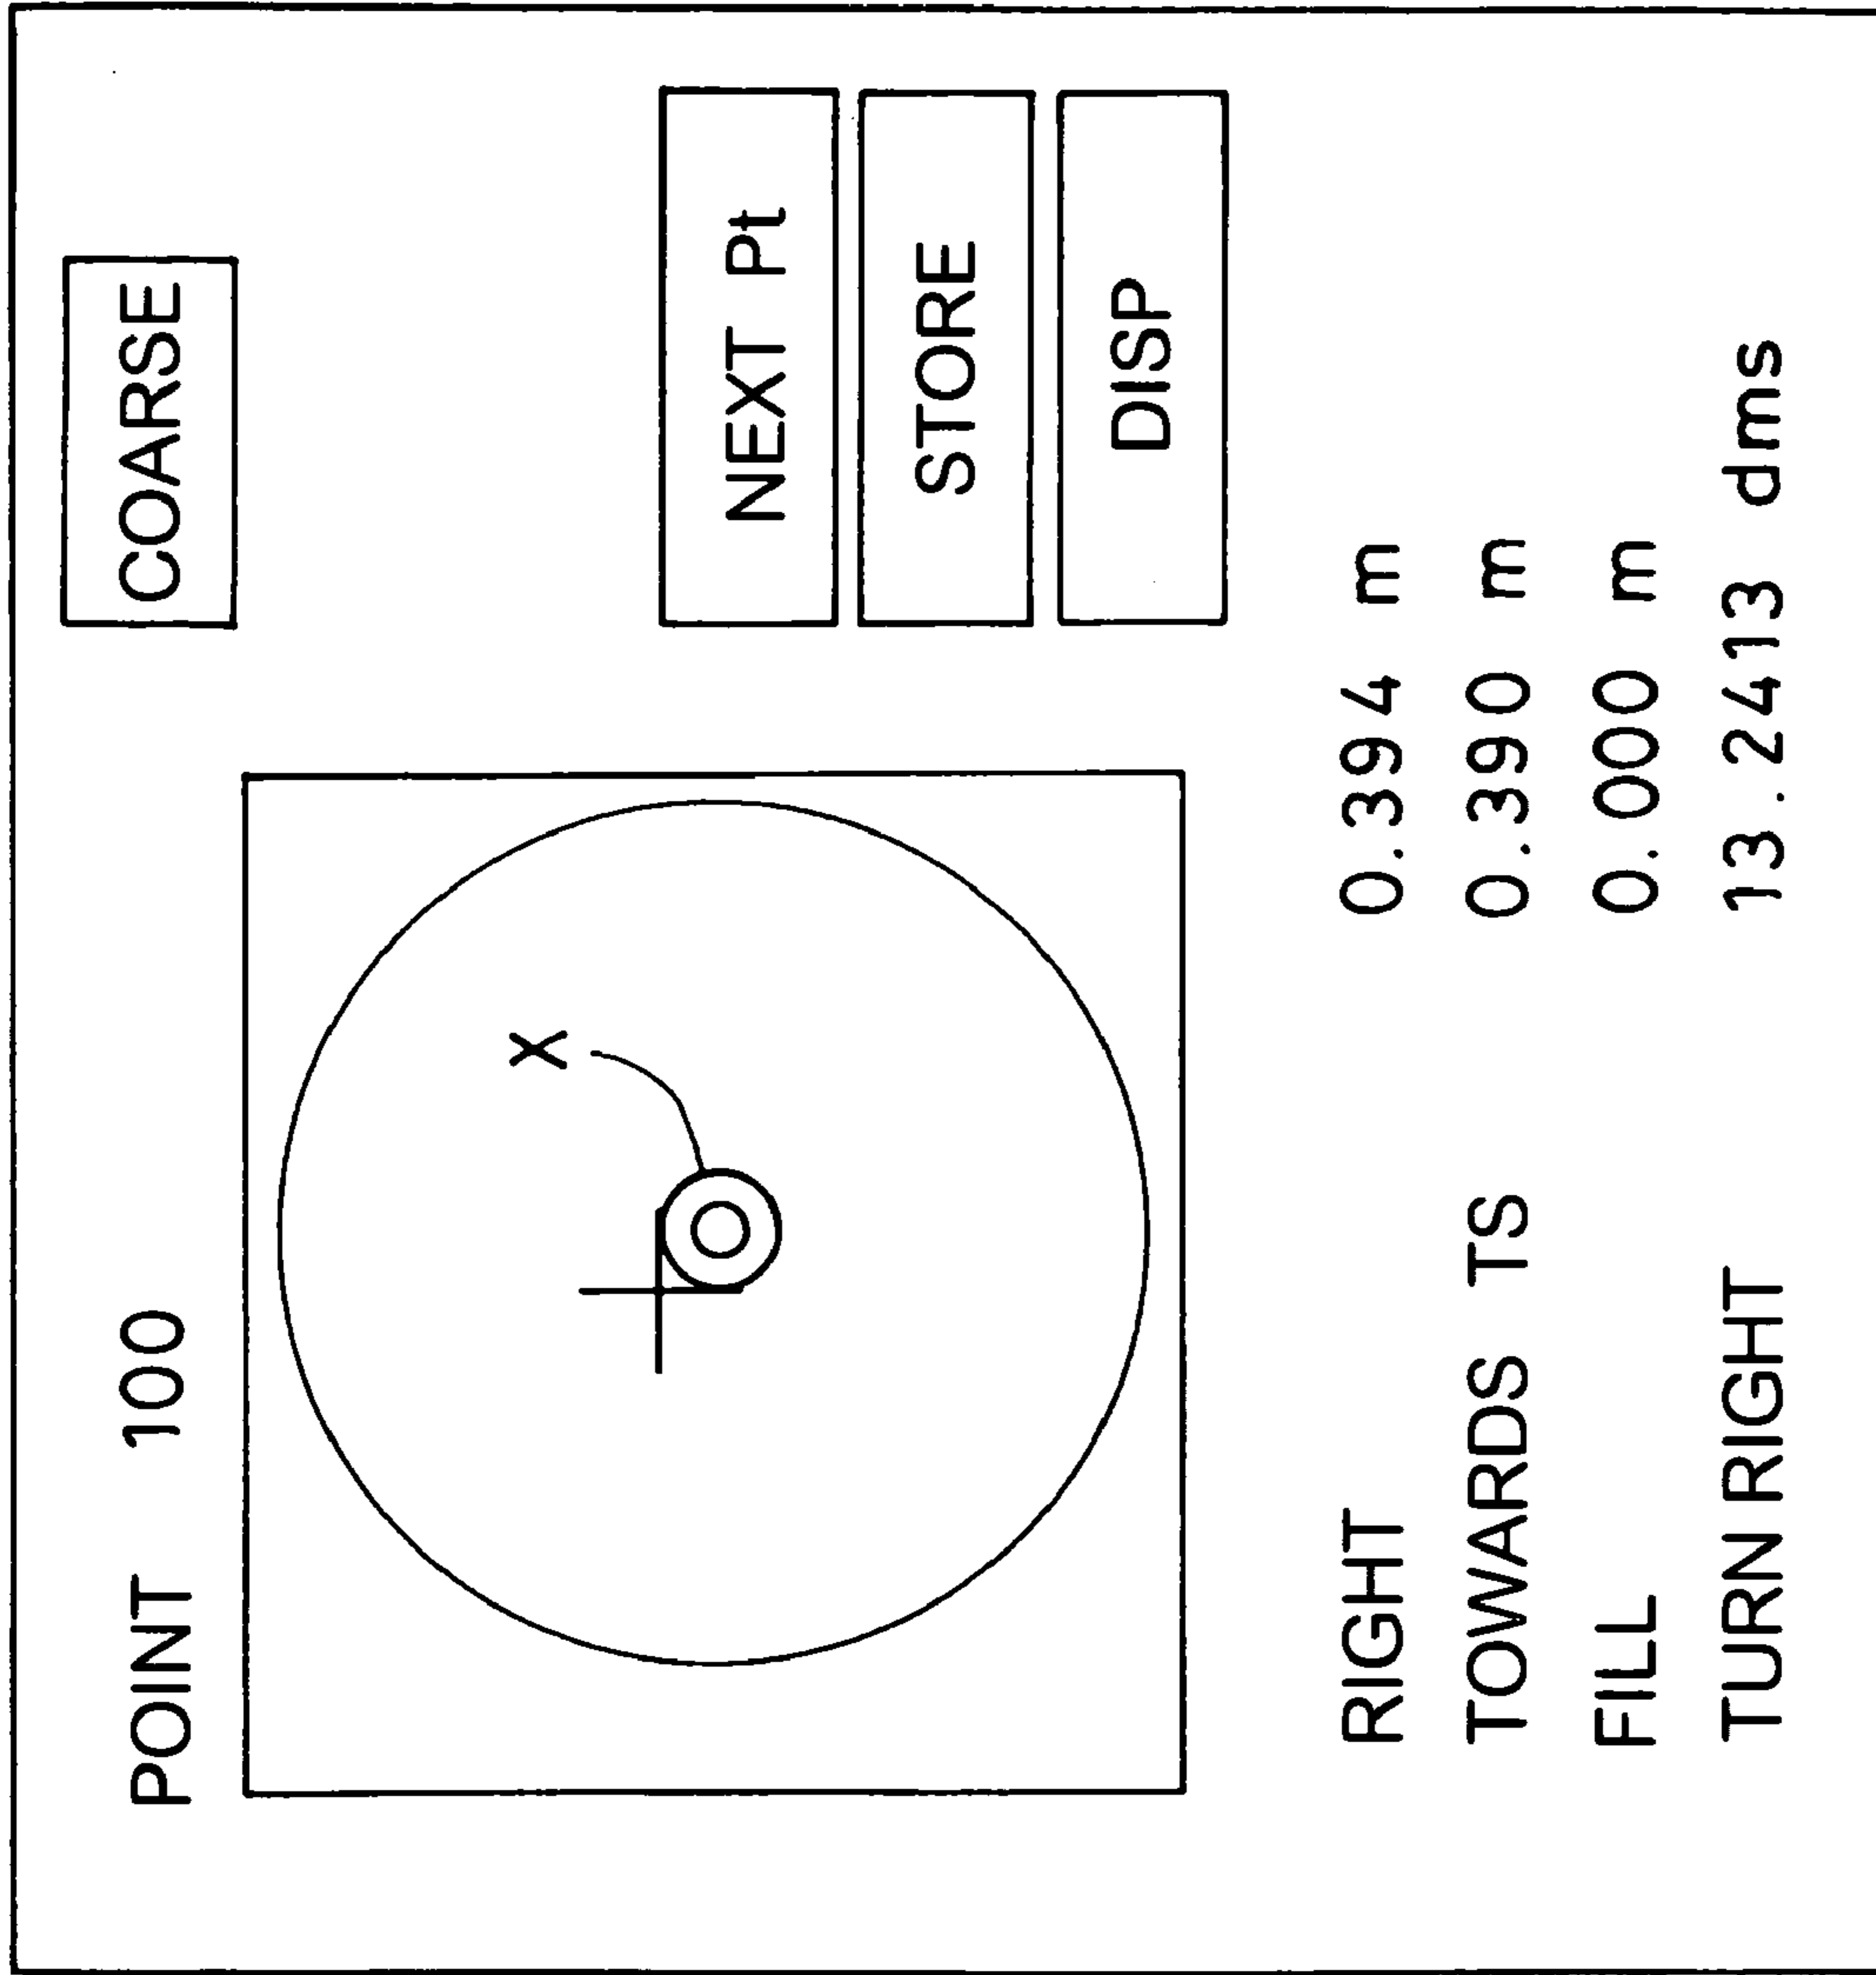 POINT 100
COARSE
X
NEXT Pt
STORE
DISP
RIGHT 0.394 m
TOWARDS TS 0.390 m
FILL 0.000 m
TURN RIGHT 13.2413 dms